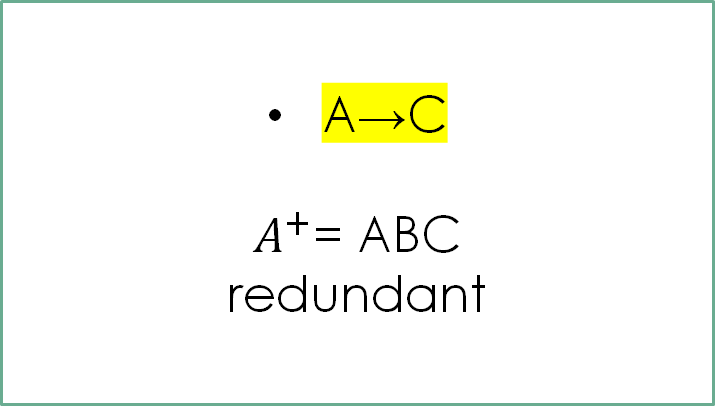 • A→C
A⁺= ABC
redundant